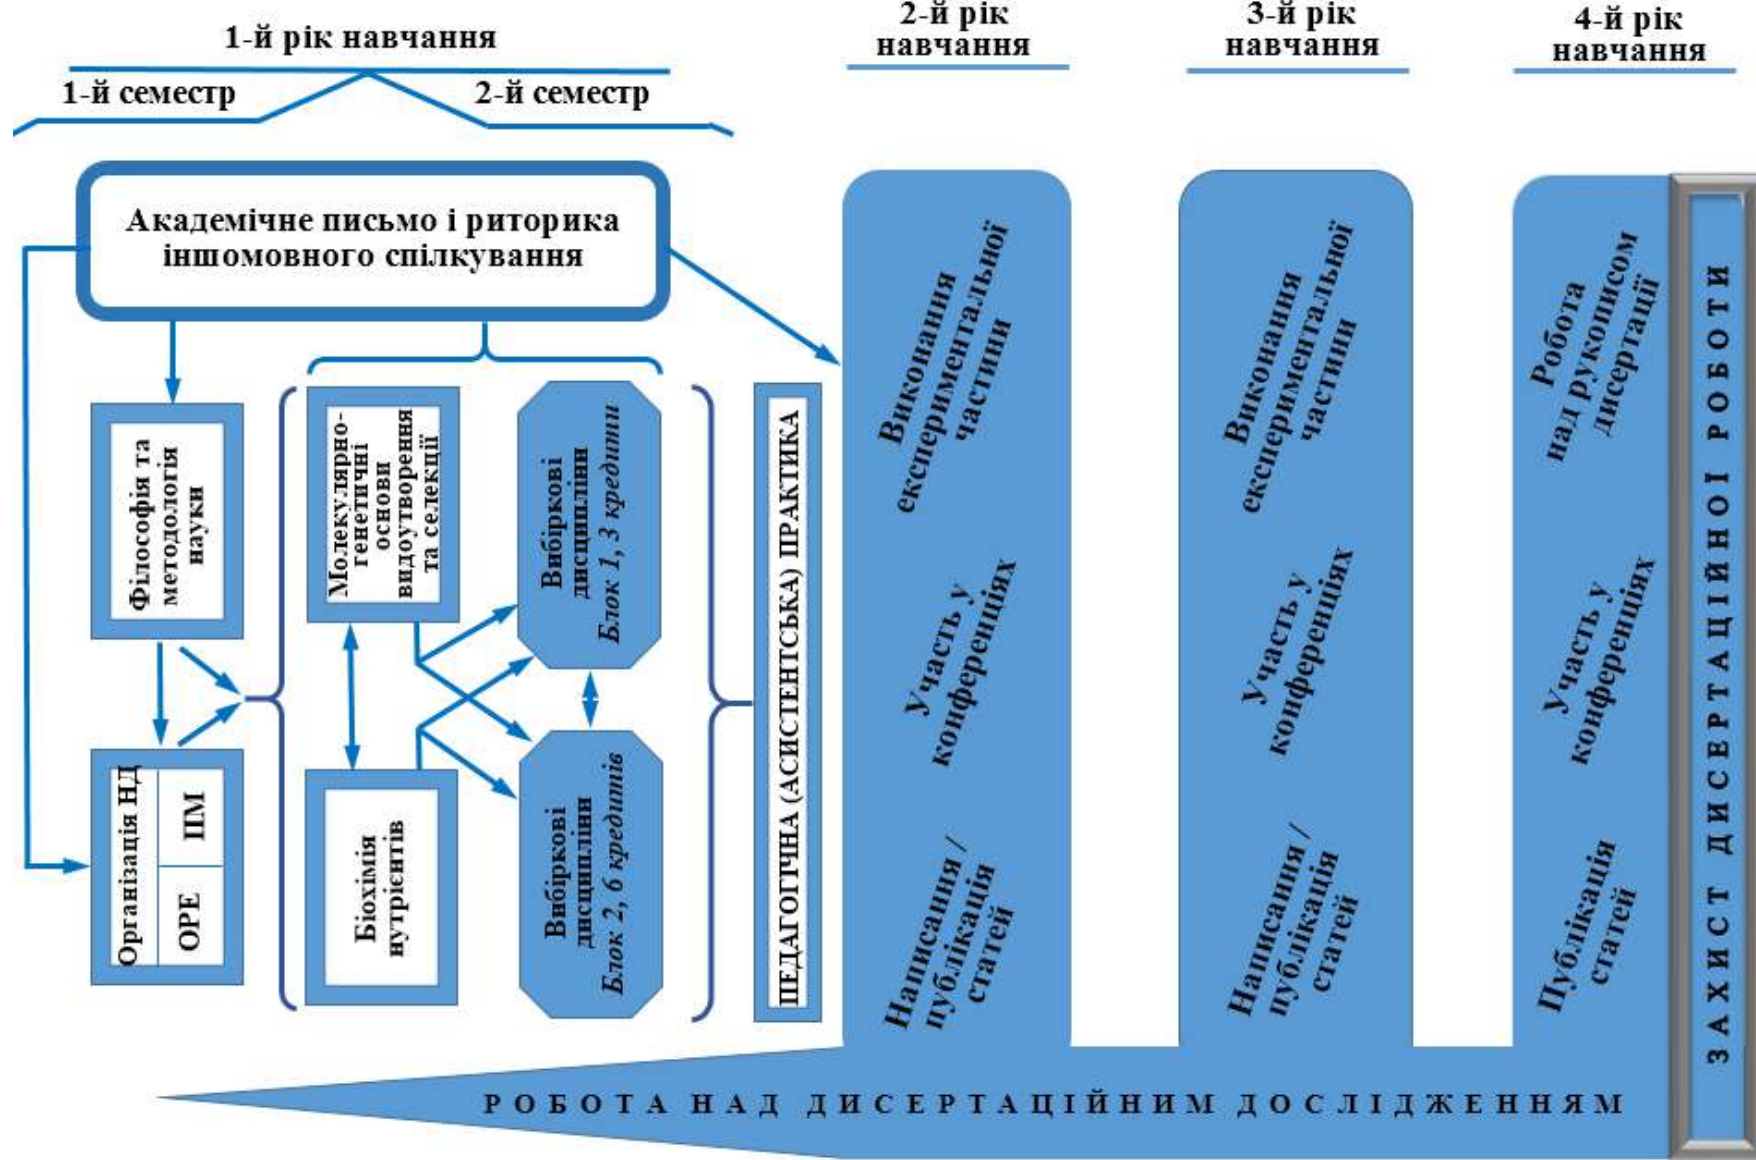 1-й рік навчання
1-й семестр
2-й семестр
2-й рік
навчання
3-й рік
навчання
4-й рік
навчання
Академічне письмо і риторика
іншомовного спілкування
Філософія та
методологія
науки
Організація НД
ОРЕ
ПМ
Молекулярно-
генетичні
основи
видоутворення
та селекції
Біохімія
нутрієнтів
Вибіркові
дисципліни
Блок 1, 3 кредити
Вибіркові
дисципліни
Блок 2, 6 кредитів
ПЕДАГОГІЧНА (АСИСТЕНТСЬКА) ПРАКТИКА
Виконання
експериментальної
частини
Участь у
конференціях
Написання /
публікація
статей
Виконання
експериментальної
частини
Участь у
конференціях
Написання /
публікація
статей
Робота
над рукописом
дисертації
Участь у
конференціях
Публікація
статей
ЗАХИСТ ДИСЕРТАЦІЙНОЇ РОБОТИ
РОБОТА НАД ДИСЕРТАЦІЙНИМ ДОСЛІДЖЕННЯМ